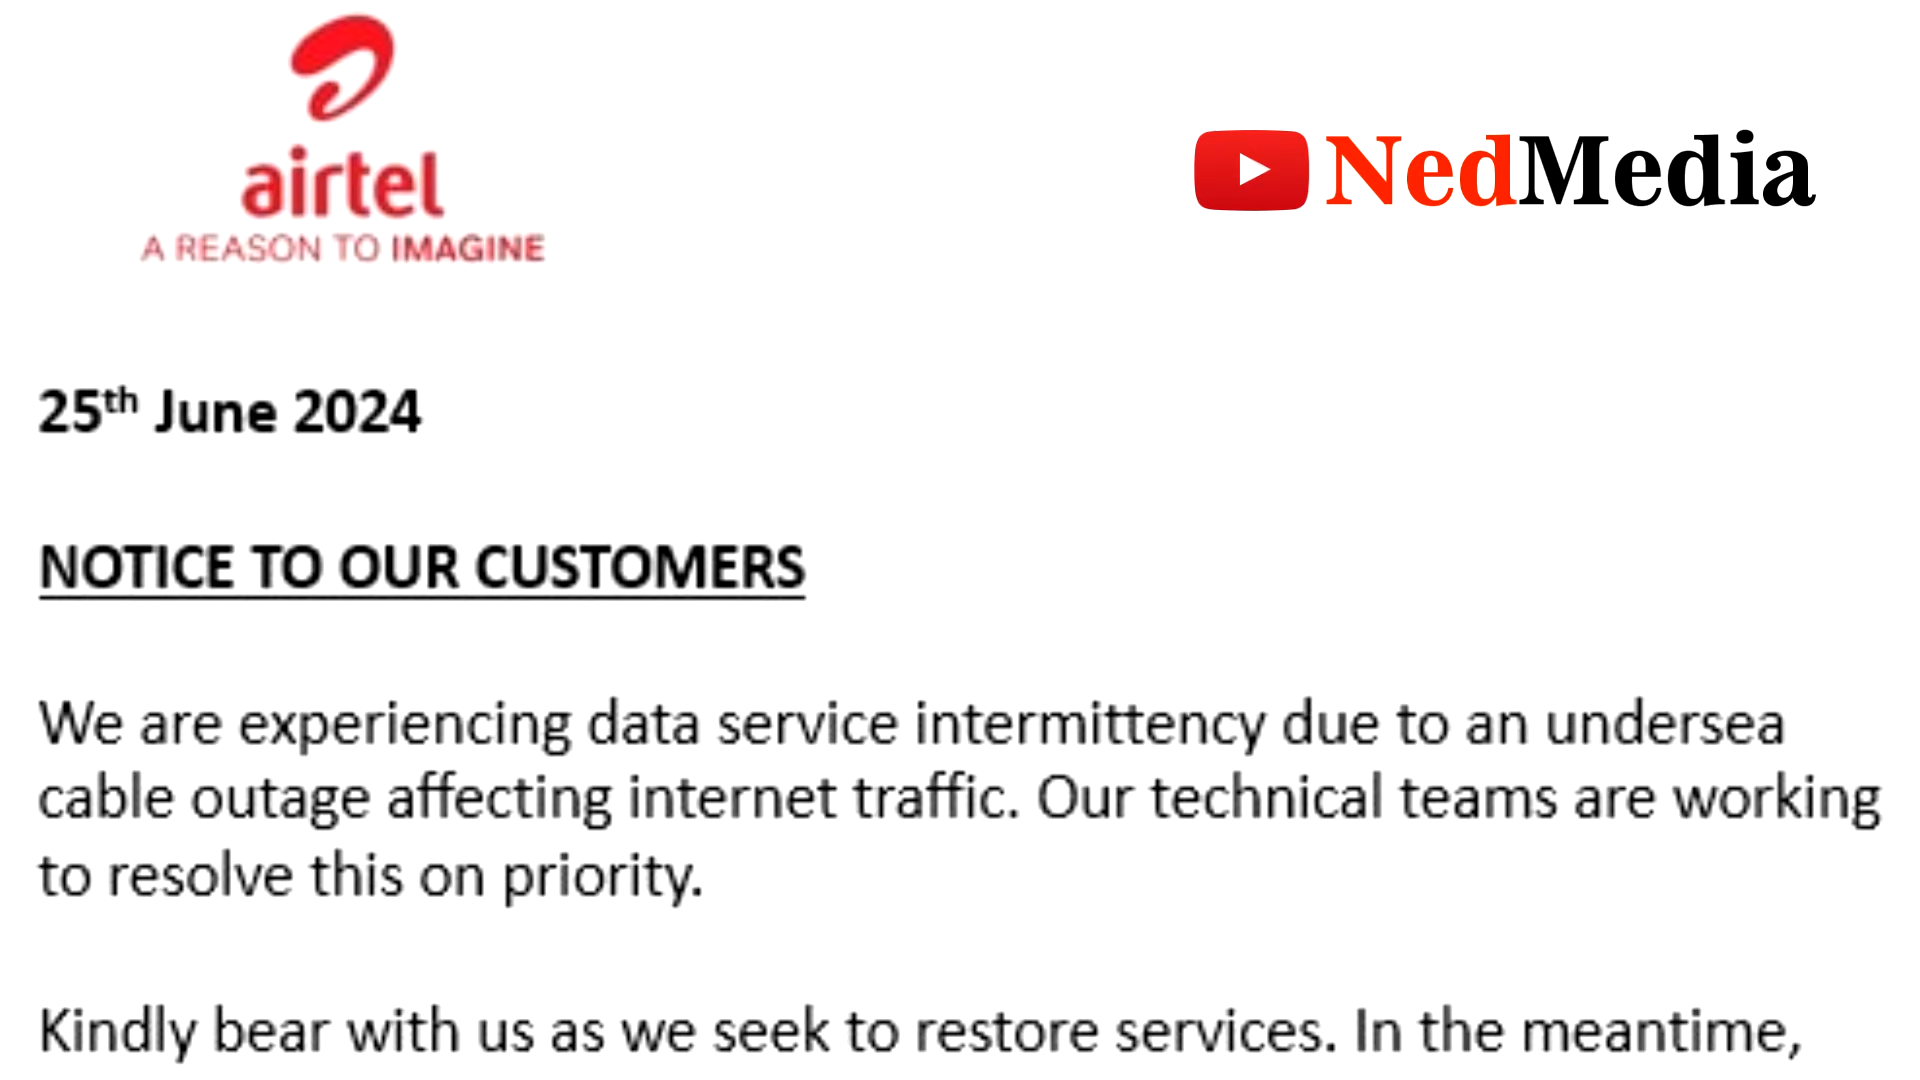 airtel
A REASON TO IMAGINE
NedMedia
25th June 2024
NOTICE TO OUR CUSTOMERS
We are experiencing data service intermittency due to an undersea
cable outage affecting internet traffic. Our technical teams are working
to resolve this on priority.
Kindly bear with us as we seek to restore services. In the meantime,